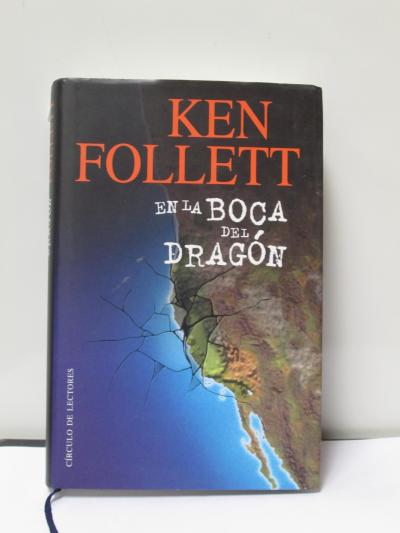 KEN
FOLLETT
EN LA BOCA
DEL
DRAGÓN
CÍRCULO DE LECTORES